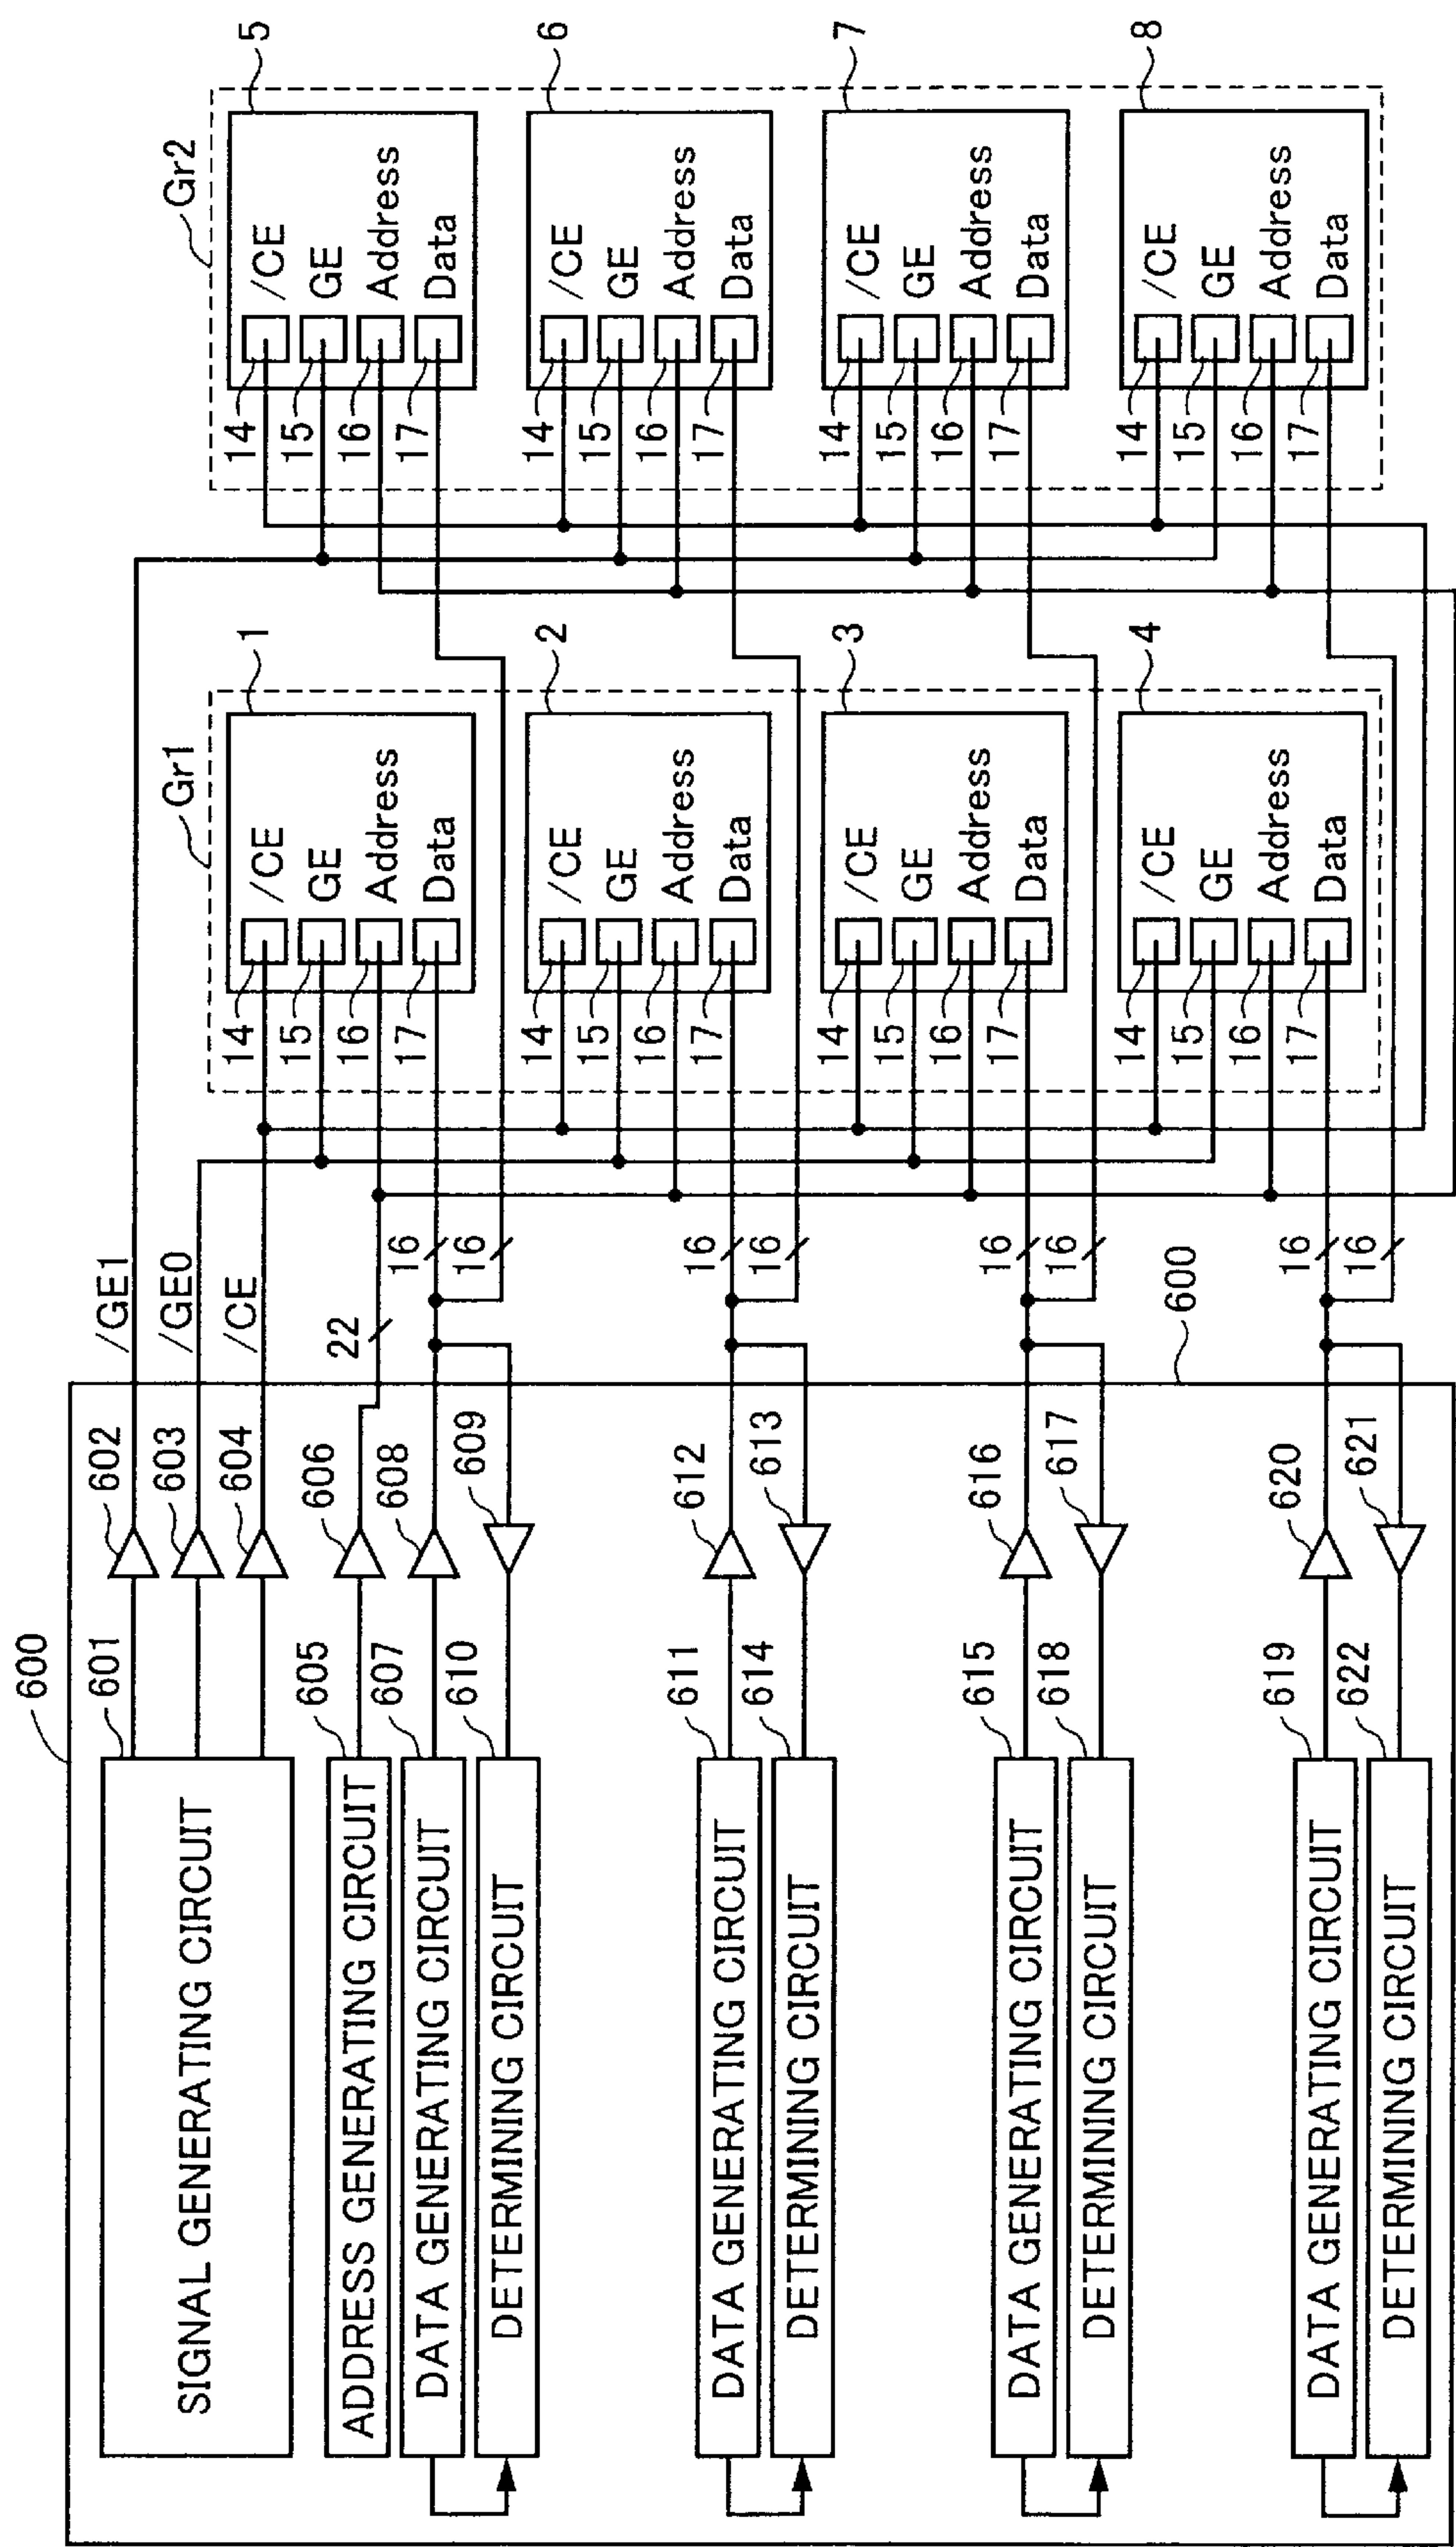 600
601
SIGNAL GENERATING CIRCUIT
602
603
604
/GE1
/GE0
/CE
605
ADDRESS GENERATING CIRCUIT
606
22
607
DATA GENERATING CIRCUIT
608
609
610
DETERMINING CIRCUIT
16
16
611
DATA GENERATING CIRCUIT
612
613
614
DETERMINING CIRCUIT
16
16
615
DATA GENERATING CIRCUIT
616
617
618
DETERMINING CIRCUIT
16
16
619
DATA GENERATING CIRCUIT
620
621
622
DETERMINING CIRCUIT
16
16
600
Gr1
1
14 /CE
15 GE
16 Address
17 Data
2
14 /CE
15 GE
16 Address
17 Data
3
14 /CE
15 GE
16 Address
17 Data
4
14 /CE
15 GE
16 Address
17 Data
Gr2
5
14 /CE
15 GE
16 Address
17 Data
6
14 /CE
15 GE
16 Address
17 Data
7
14 /CE
15 GE
16 Address
17 Data
8
14 /CE
15 GE
16 Address
17 Data